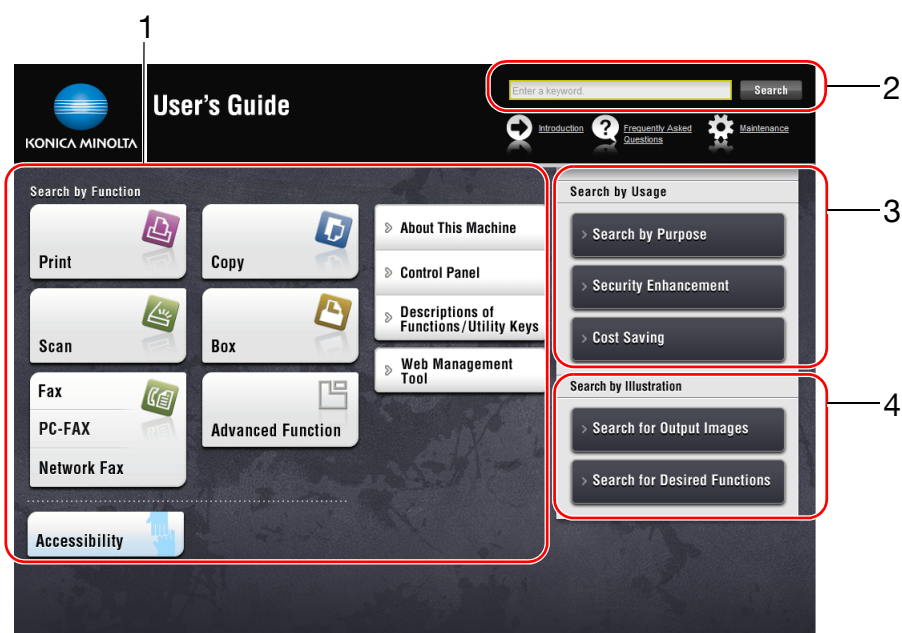 1
2
3
4
KONICA MINOLTA
User's Guide
Enter a keyword.
Search
Introduction
Frequently Asked
Questions
Maintenance
Search by Function
Print
Copy
Scan
Box
Fax
PC-FAX
Network Fax
Advanced Function
Accessibility
About This Machine
Control Panel
Descriptions of
Functions/Utility Keys
Web Management
Tool
Search by Usage
Search by Purpose
Security Enhancement
Cost Saving
Search by Illustration
Search for Output Images
Search for Desired Functions